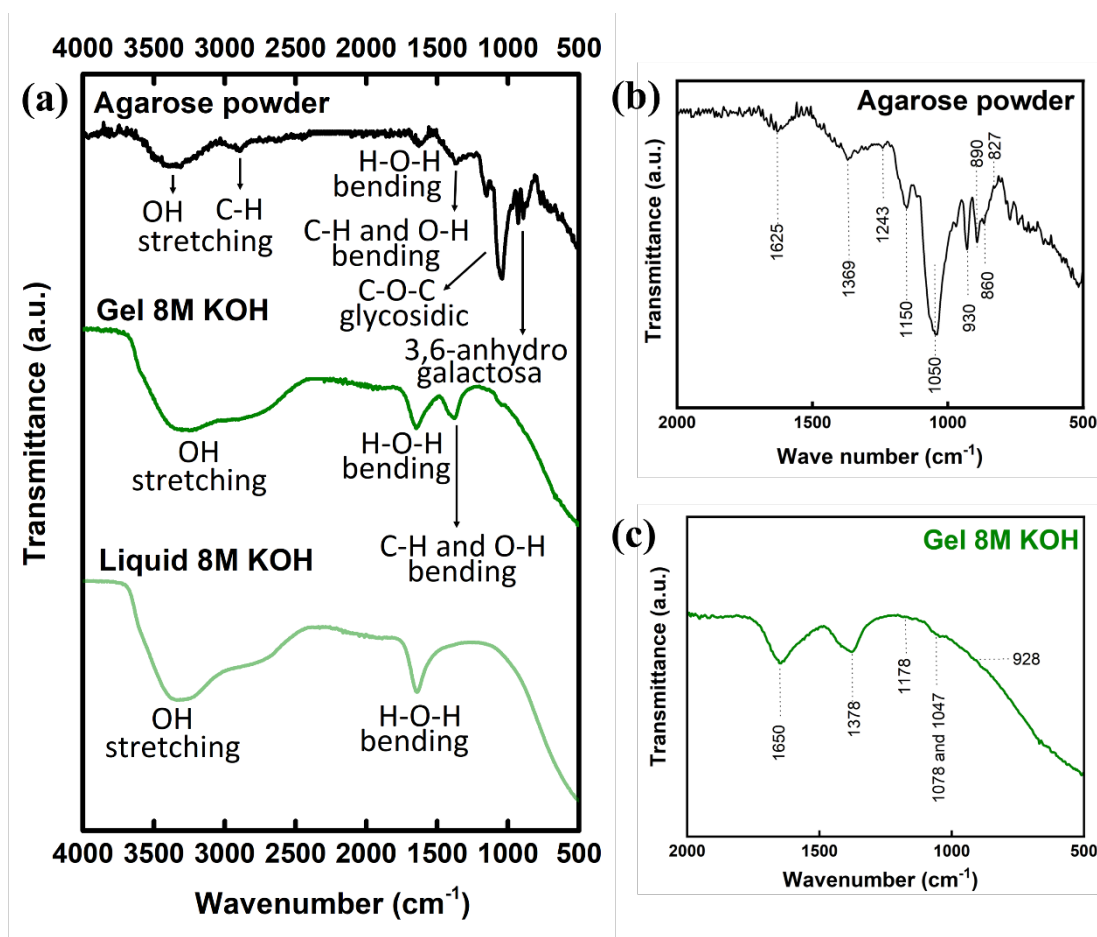 4000 3500 3000 2500 2000 1500 1000 500
(a)
Agarose powder
OH
stretching
C-H
H-O-H
bending
C-H and O-H
bending
C-O-C
glycosidic
3,6-anhydro
galactosa
Gel 8M KOH
OH
stretching
H-O-H
bending
C-H and O-H
bending
Liquid 8M KOH
OH
stretching
H-O-H
bending
Transmittance (a.u.)
4000 3500 3000 2500 2000 1500 1000 500
Wavenumber (cm-1)
(b)
Agarose powder
1625
1369
1243
1150
1050
930
890
860
827
Transmittance (a.u.)
2000 1500 1000 500
Wave number (cm-1)
(c)
Gel 8M KOH
1650
1378
1178
1078 and 1047
928
Transmittance (a.u.)
2000 1500 1000 500
Wavenumber (cm-1)